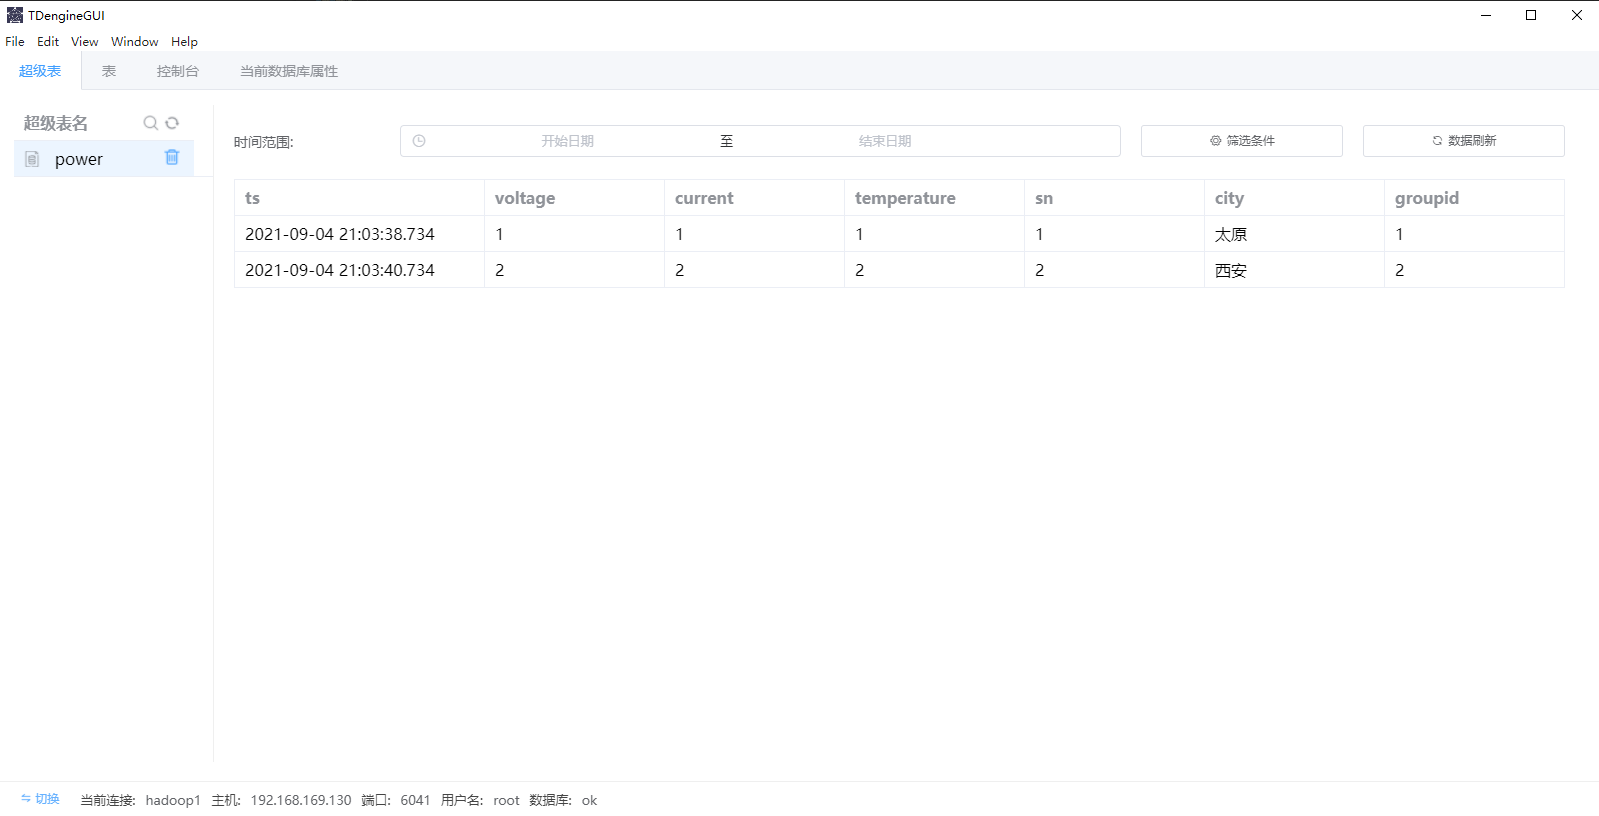 TDengineGUI
File Edit View Window Help
超级表 表 控制台 当前数据库属性
超级表名
power
时间范围: 开始日期 至 结束日期 筛选条件 数据刷新
ts voltage current temperature sn city groupid
2021-09-04 21:03:38.734 1 1 1 1 太原 1
2021-09-04 21:03:40.734 2 2 2 2 西安 2
切换 当前连接: hadoop1 主机: 192.168.169.130 端口: 6041 用户名: root 数据库: ok